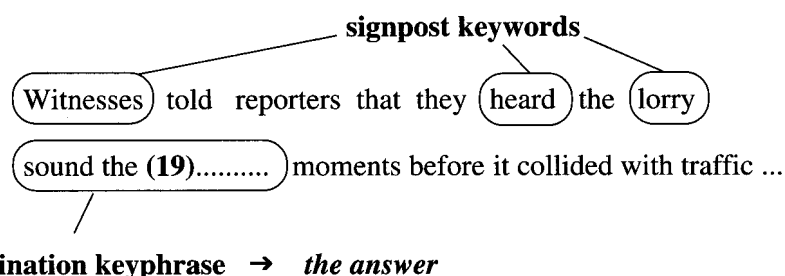 signpost keywords
Witnesses told reporters that they heard the lorry
sound the (19).......... moments before it collided with traffic ...
ination keyphrase → the answer